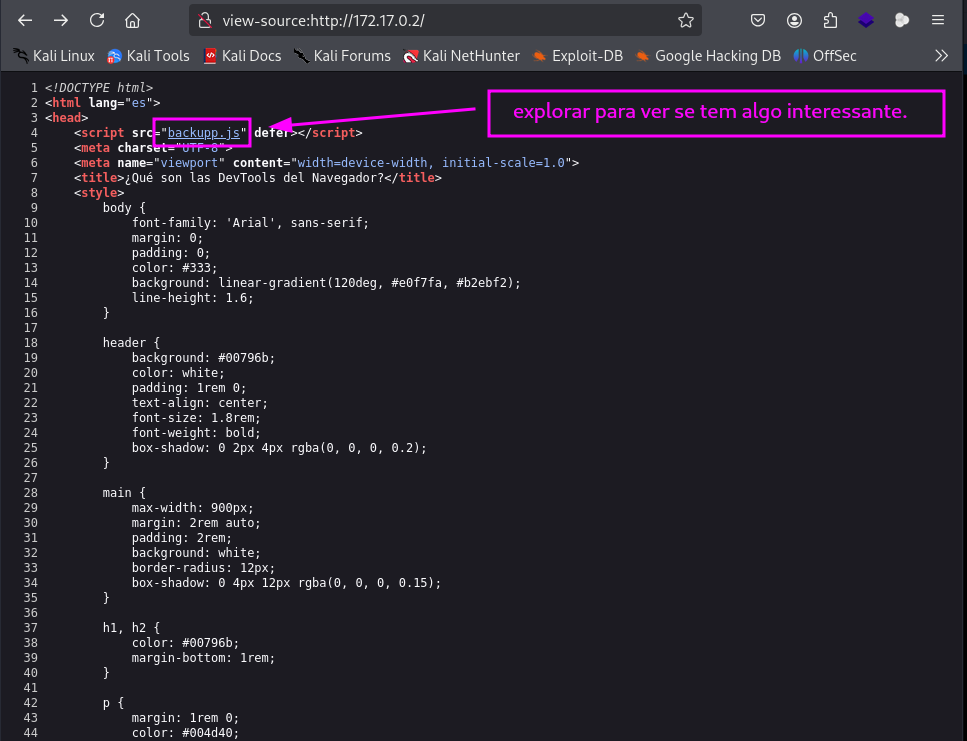 view-source:http://172.17.0.2/
Kali Linux Kali Tools Kali Docs Kali Forums Kali NetHunter Exploit-DB Google Hacking DB OffSec
explorar para ver se tem algo interessante.
1 <!DOCTYPE html>
2 <html lang="es">
3 <head>
4     <script src="backupp.js" defer></script>
5     <meta charset="UTF-8">
6     <meta name="viewport" content="width=device-width, initial-scale=1.0">
7     <title>¿Qué son las DevTools del Navegador?</title>
8     <style>
9         body {
10             font-family: 'Arial', sans-serif;
11             margin: 0;
12             padding: 0;
13             color: #333;
14             background: linear-gradient(120deg, #e0f7fa, #b2ebf2);
15             line-height: 1.6;
16         }
17
18         header {
19             background: #00796b;
20             color: white;
21             padding: 1rem 0;
22             text-align: center;
23             font-size: 1.8rem;
24             font-weight: bold;
25             box-shadow: 0 2px 4px rgba(0, 0, 0, 0.2);
26         }
27
28         main {
29             max-width: 900px;
30             margin: 2rem auto;
31             padding: 2rem;
32             background: white;
33             border-radius: 12px;
34             box-shadow: 0 4px 12px rgba(0, 0, 0, 0.15);
35         }
36
37         h1, h2 {
38             color: #00796b;
39             margin-bottom: 1rem;
40         }
41
42         p {
43             margin: 1rem 0;
44             color: #004d40;